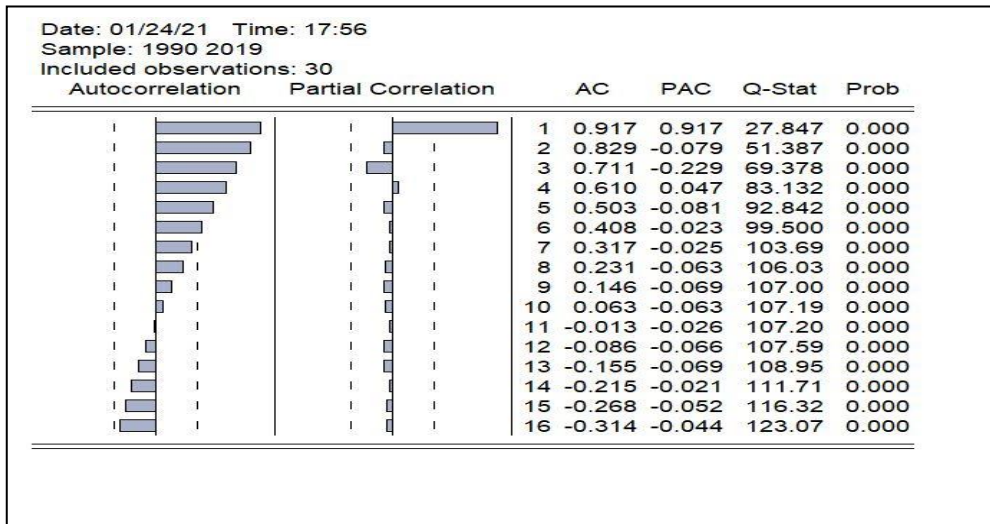 Date: 01/24/21 Time: 17:56
Sample: 1990 2019
Included observations: 30
Autocorrelation Partial Correlation AC PAC Q-Stat Prob
1 0.917 0.917 27.847 0.000
2 0.829 -0.079 51.387 0.000
3 0.711 -0.229 69.378 0.000
4 0.610 0.047 83.132 0.000
5 0.503 -0.081 92.842 0.000
6 0.408 -0.023 99.500 0.000
7 0.317 -0.025 103.69 0.000
8 0.231 -0.063 106.03 0.000
9 0.146 -0.069 107.00 0.000
10 0.063 -0.063 107.19 0.000
11 -0.013 -0.026 107.20 0.000
12 -0.086 -0.066 107.59 0.000
13 -0.155 -0.069 108.95 0.000
14 -0.215 -0.021 111.71 0.000
15 -0.268 -0.052 116.32 0.000
16 -0.314 -0.044 123.07 0.000